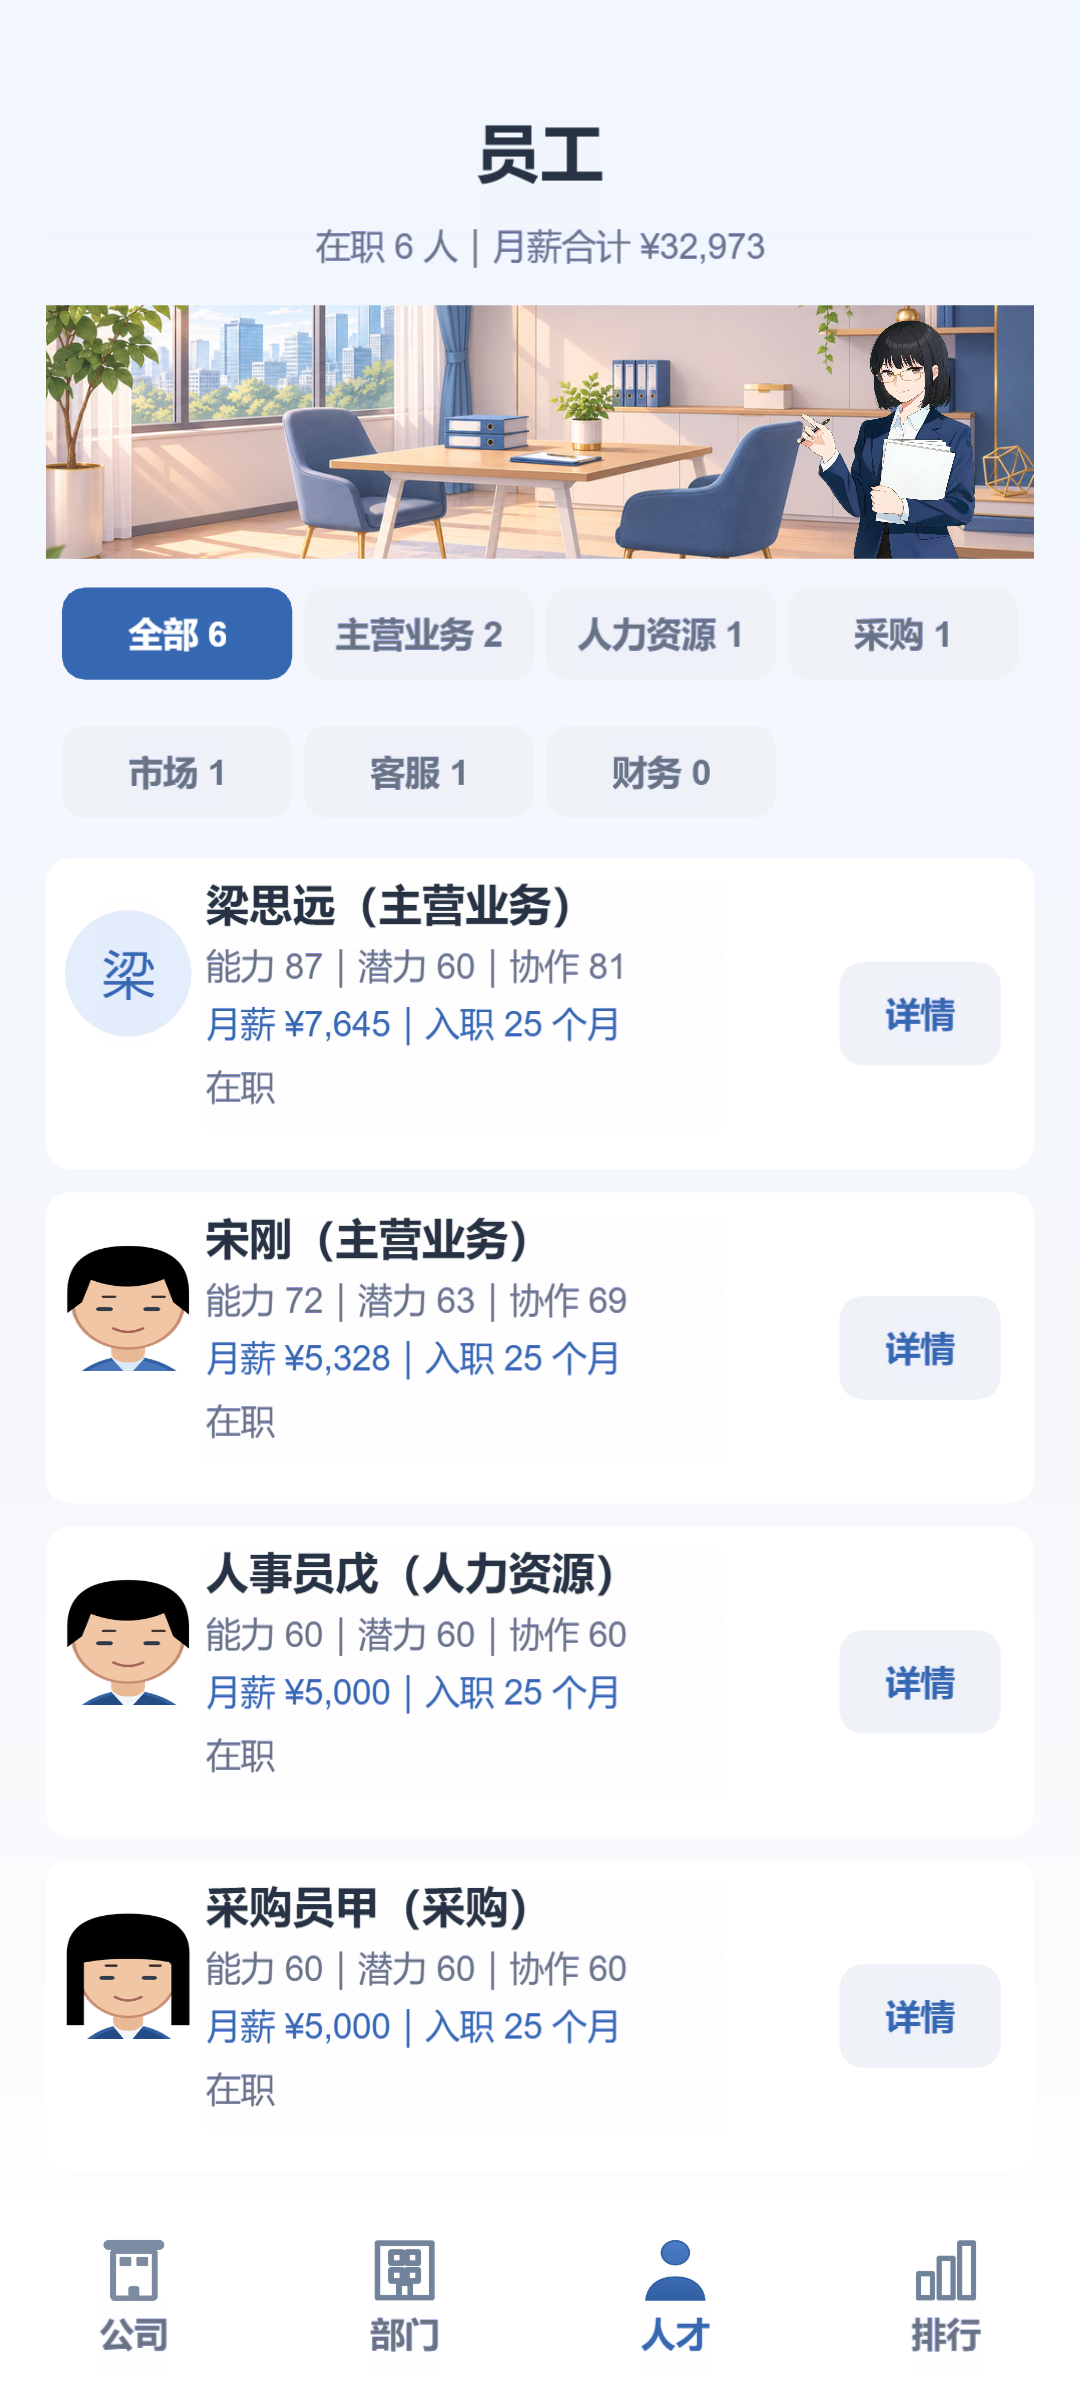 员工
在职 6 人 | 月薪合计 ¥32,973
全部 6
主营业务 2
人力资源 1
采购 1
市场 1
客服 1
财务 0
梁
梁思远（主营业务）
能力 87 | 潜力 60 | 协作 81
月薪 ¥7,645 | 入职 25 个月
在职
详情
宋刚（主营业务）
能力 72 | 潜力 63 | 协作 69
月薪 ¥5,328 | 入职 25 个月
在职
详情
人事员戊（人力资源）
能力 60 | 潜力 60 | 协作 60
月薪 ¥5,000 | 入职 25 个月
在职
详情
采购员甲（采购）
能力 60 | 潜力 60 | 协作 60
月薪 ¥5,000 | 入职 25 个月
在职
详情
公司
部门
人才
排行